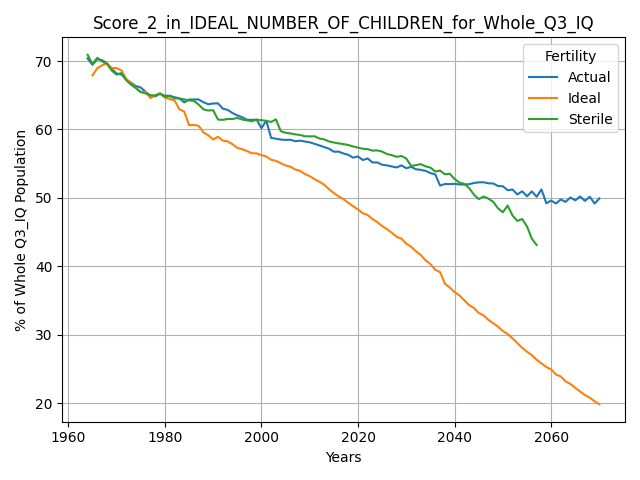 Score_2_in_IDEAL_NUMBER_OF_CHILDREN_for_Whole_Q3_IQ
Fertility
Actual
Ideal
Sterile
% of Whole Q3_IQ Population
70
60
50
40
30
20
1960
1980
2000
2020
2040
2060
Years